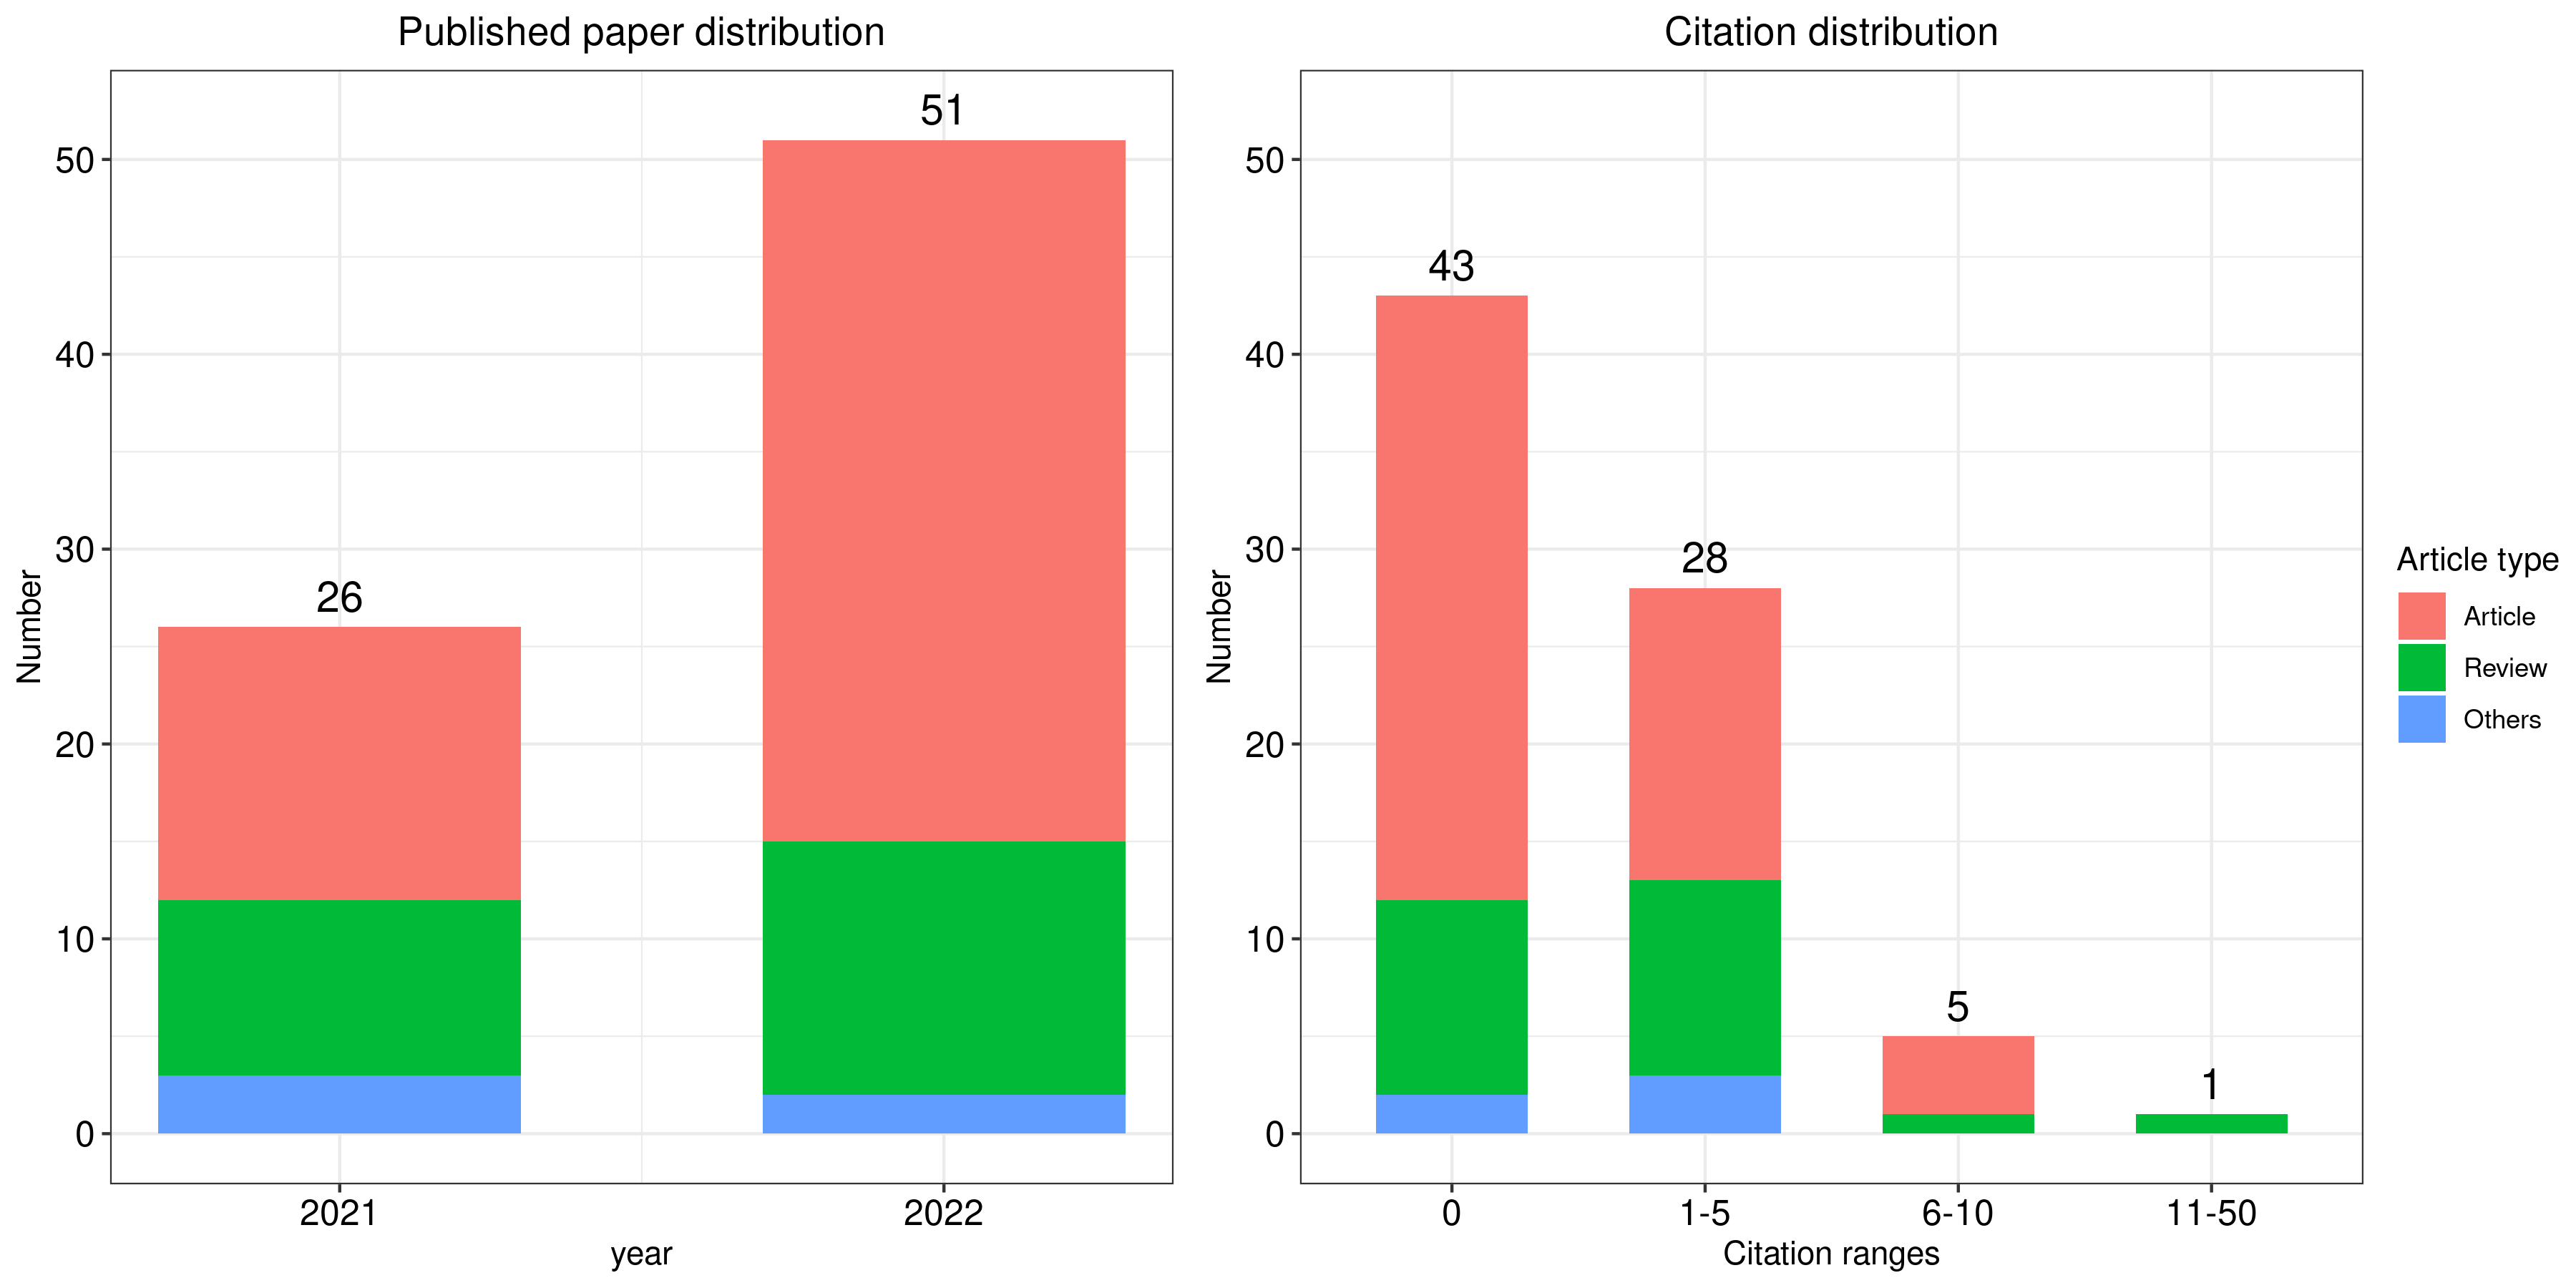 Published paper distribution
51
26
50
40
30
20
10
0
Number
2021
2022
year
Citation distribution
43
28
5
1
50
40
30
20
10
0
Number
0
1-5
6-10
11-50
Citation ranges
Article type
Article
Review
Others